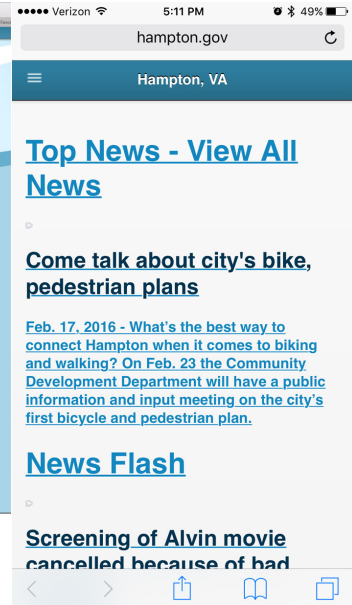 Verizon 5:11 PM 49%
hampton.gov
Hampton, VA
Top News - View All
News
Come talk about city's bike,
pedestrian plans
Feb. 17, 2016 - What's the best way to
connect Hampton when it comes to biking
and walking? On Feb. 23 the Community
Development Department will have a public
information and input meeting on the city's
first bicycle and pedestrian plan.
News Flash
Screening of Alvin movie
cancelled because of bad